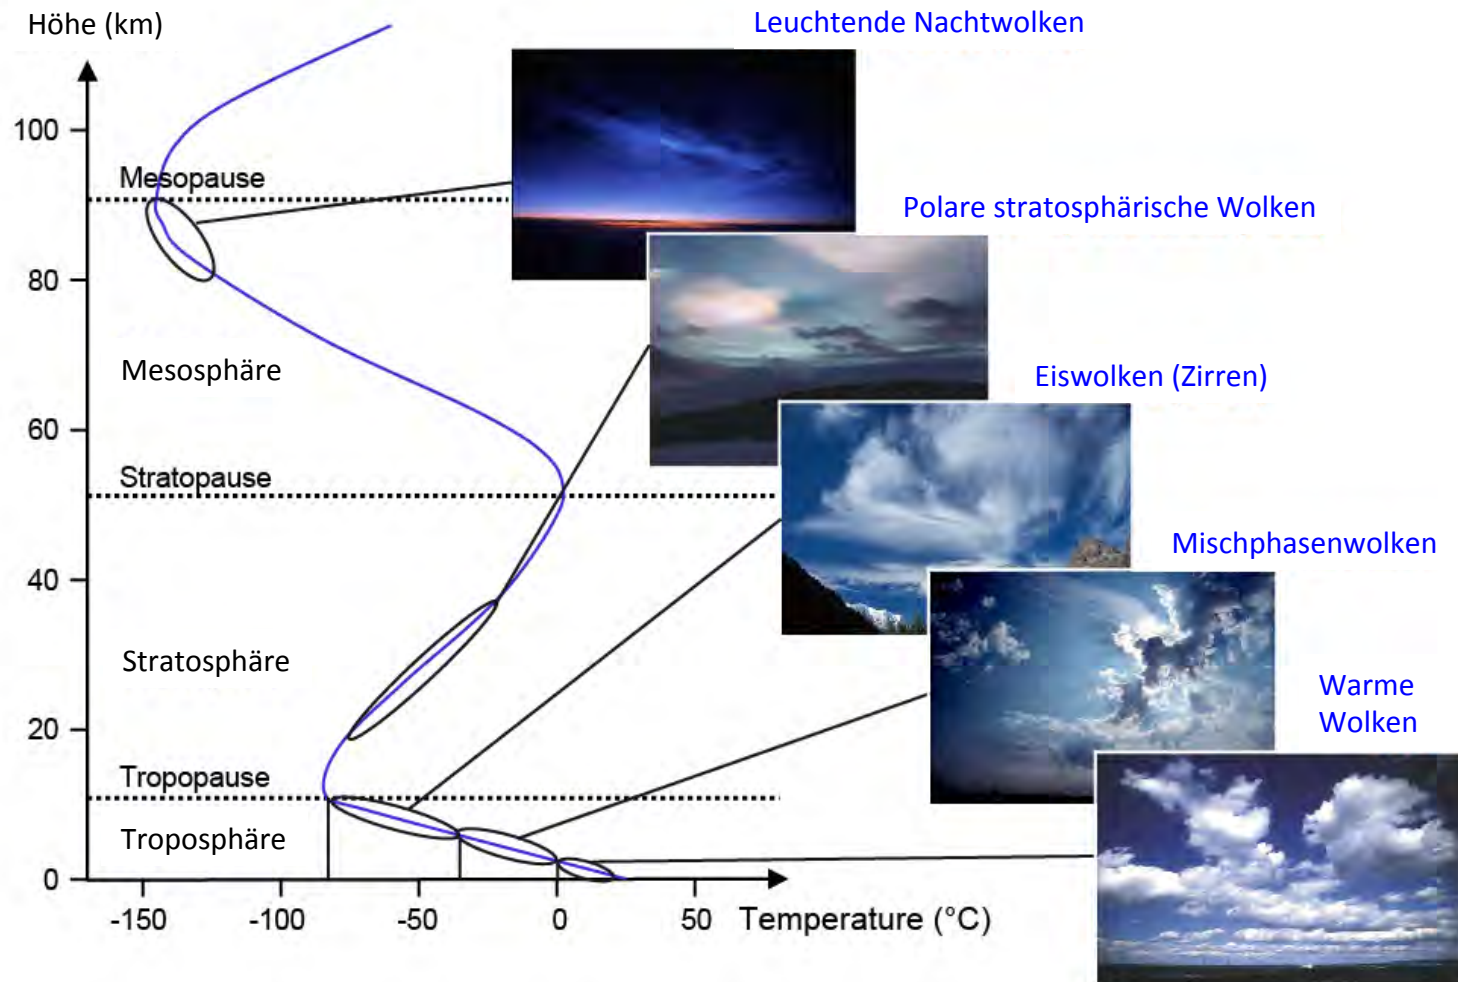 Höhe (km)
Leuchtende Nachtwolken
100
Mesopause
Polare stratosphärische Wolken
80
Mesosphäre
Eiswolken (Zirren)
60
Stratopause
Mischphasenwolken
40
Stratosphäre
Warme
Wolken
20
Tropopause
Troposphäre
0
-150
-100
-50
0
50
Temperature (°C)